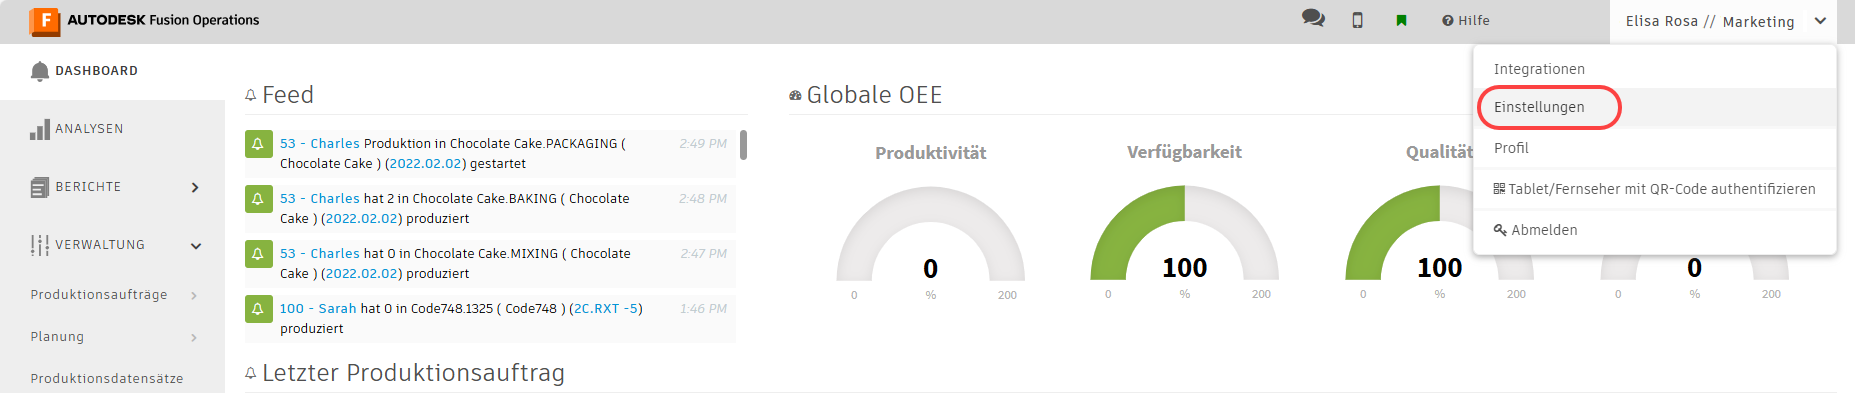 AUTODESK Fusion Operations
Hilfe
Elisa Rosa // Marketing
DASHBOARD
ANALYSEN
BERICHTE
VERWALTUNG
Produktionsaufträge
Planung
Produktionsdatensätze
Feed
53 - Charles Produktion in Chocolate Cake.PACKAGING (
Chocolate Cake ) (2022.02.02) gestartet
2:49 PM
53 - Charles hat 2 in Chocolate Cake.BAKING ( Chocolate
Cake ) (2022.02.02) produziert
2:48 PM
53 - Charles hat 0 in Chocolate Cake.MIXING ( Chocolate
Cake ) (2022.02.02) produziert
2:47 PM
100 - Sarah hat 0 in Code748.1325 ( Code748 ) (2C.RXT -5)
produziert
1:46 PM
Letzter Produktionsauftrag
Globale OEE
Produktivität
0
0 % 200
Verfügbarkeit
100
0 % 200
Qualität
100
0 % 200
0
0 % 200
Integrationen
Einstellungen
Profil
Tablet/Fernseher mit QR-Code authentifizieren
Abmelden